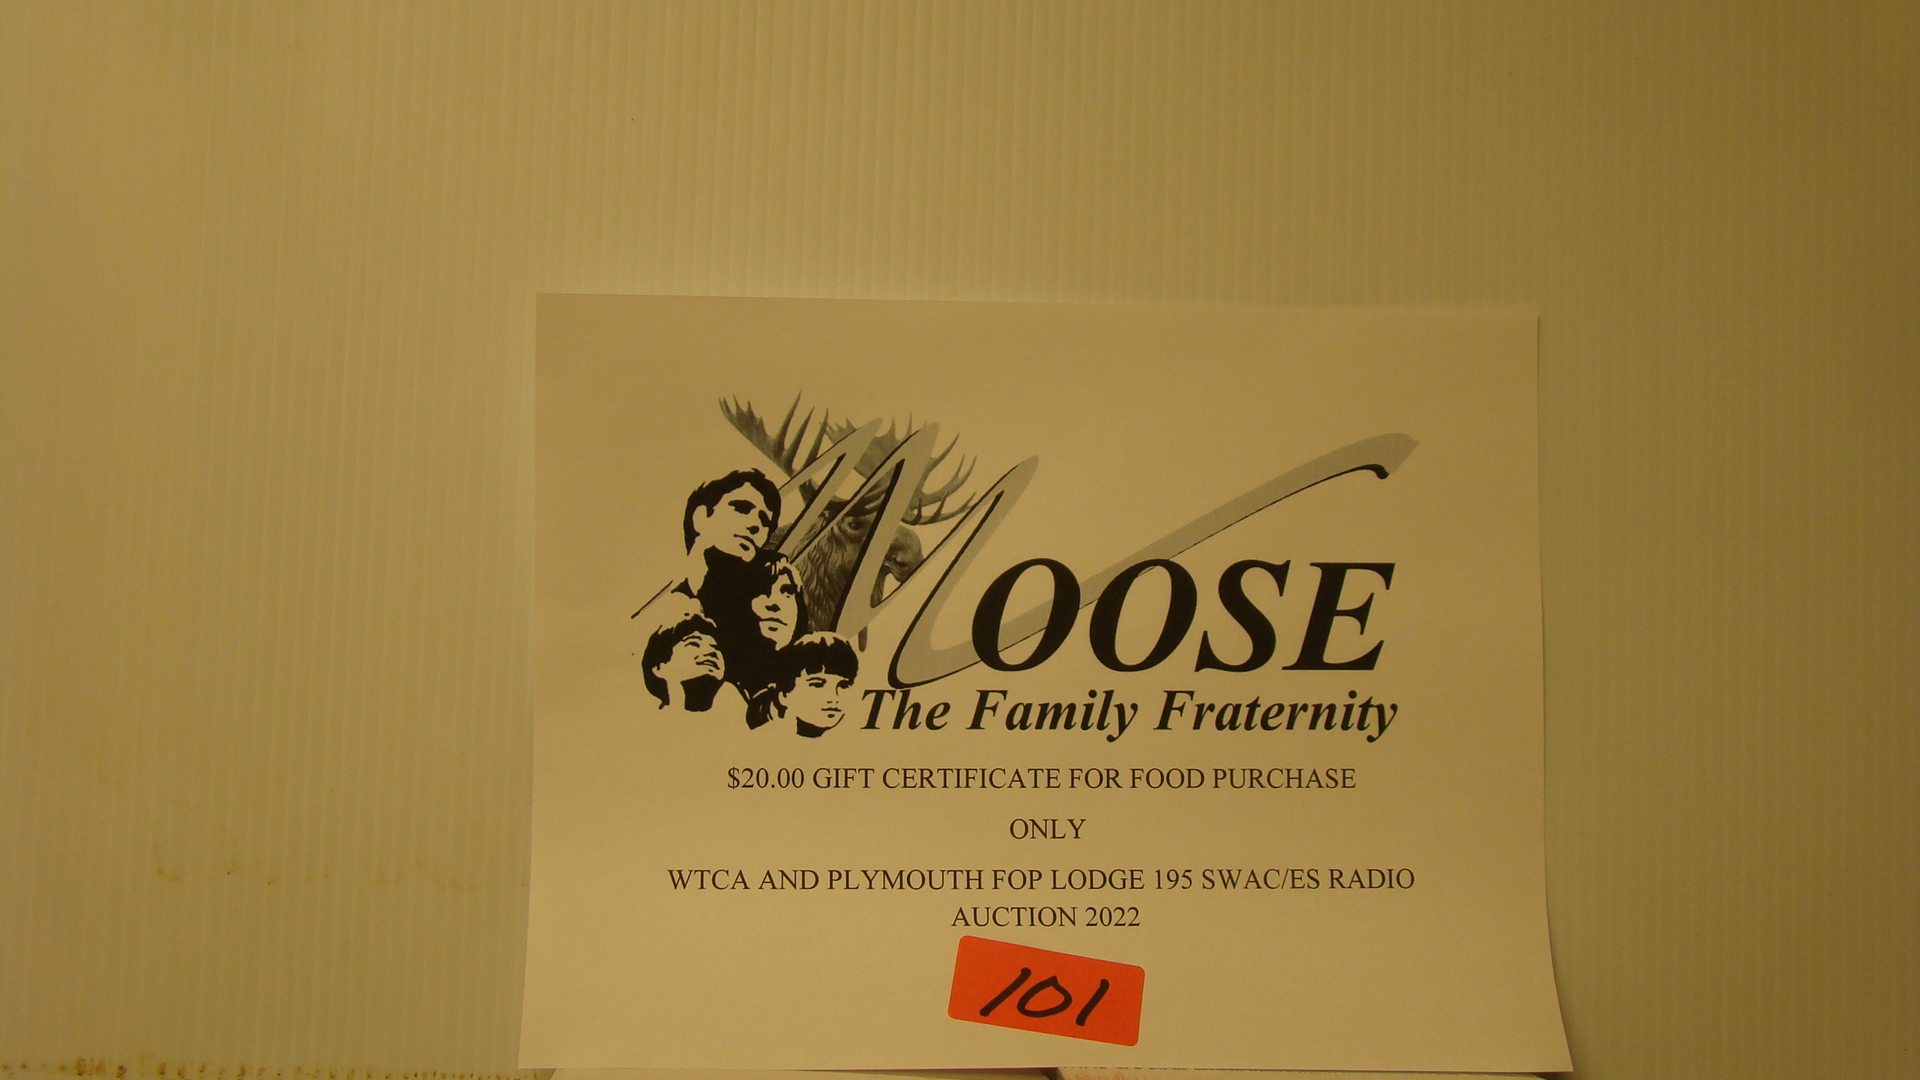 MOOSE
The Family Fraternity
$20.00 GIFT CERTIFICATE FOR FOOD PURCHASE
ONLY
WTCA AND PLYMOUTH FOP LODGE 195 SWAC/ES RADIO
AUCTION 2022
101